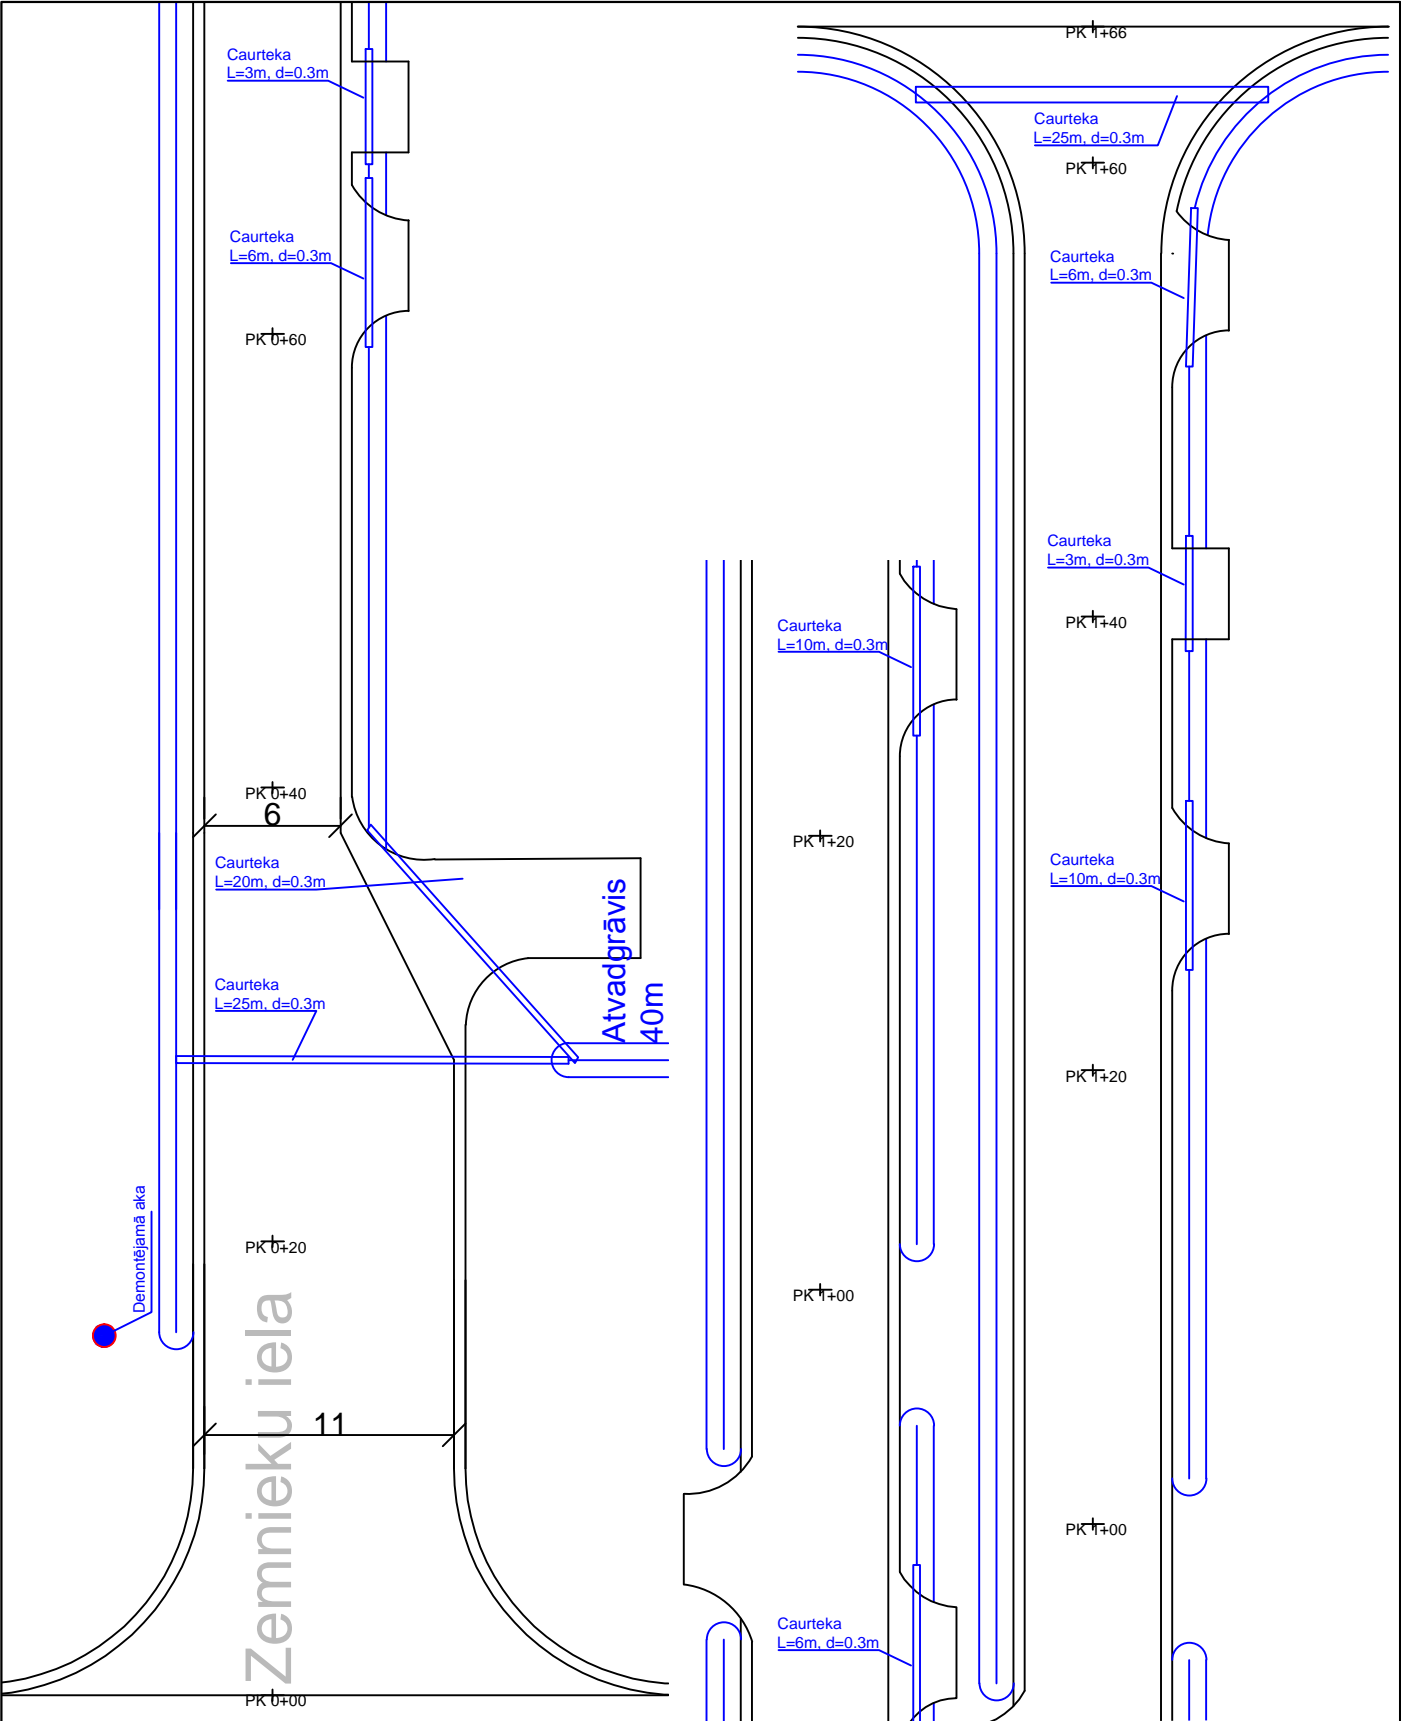 Caurteka
L=3m, d=0.3m
Caurteka
L=6m, d=0.3m
PK 0+60
PK 0+40
6
Caurteka
L=20m, d=0.3m
Caurteka
L=25m, d=0.3m
Atvadgrāvis
40m
PK 0+20
Demontējamā aka
Zemnieku iela
11
PK 0+00
Caurteka
L=10m, d=0.3m
PK 1+20
PK 1+00
Caurteka
L=6m, d=0.3m
PK 1+66
Caurteka
L=25m, d=0.3m
PK 1+60
Caurteka
L=6m, d=0.3m
Caurteka
L=3m, d=0.3m
PK 1+40
Caurteka
L=10m, d=0.3m
PK 1+20
PK 1+00